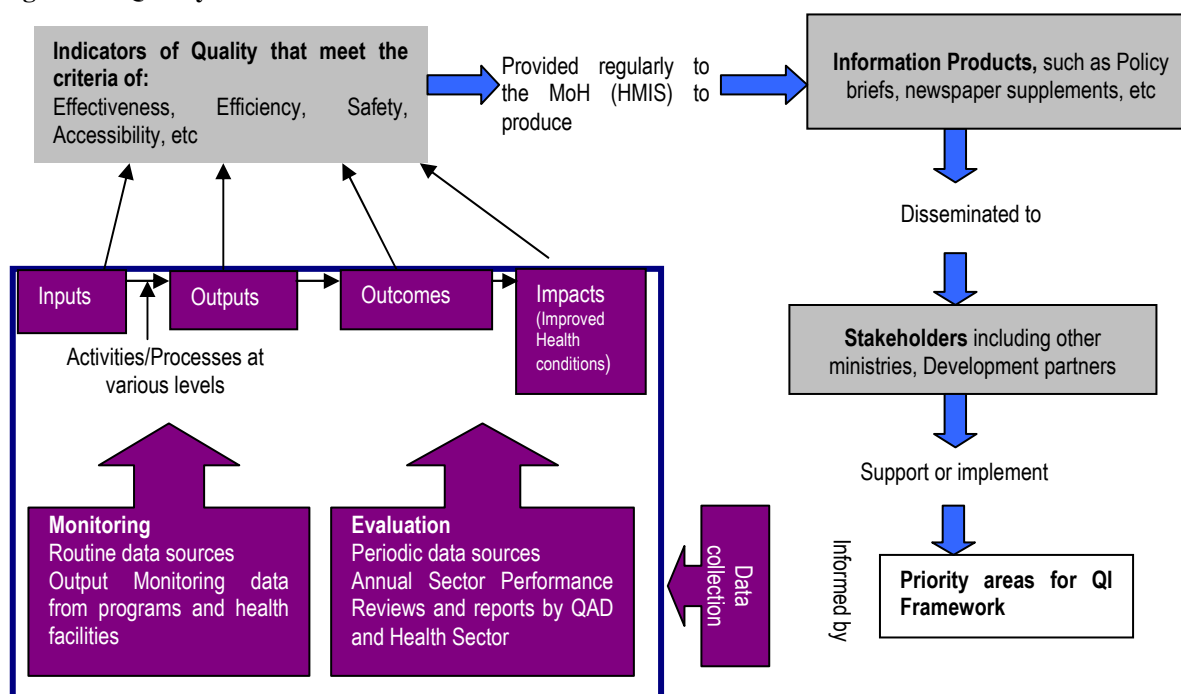 Indicators of Quality that meet the
criteria of:
Effectiveness, Efficiency, Safety,
Accessibility, etc
Provided regularly to
the MoH (HMIS) to
produce
Information Products, such as Policy
briefs, newspaper supplements, etc
Disseminated to
Inputs
Outputs
Outcomes
Impacts
(Improved
Health
conditions)
Activities/Processes at
various levels
Stakeholders including other
ministries, Development partners
Support or implement
Monitoring
Routine data sources
Output Monitoring data
from programs and health
facilities
Evaluation
Periodic data sources
Annual Sector Performance
Reviews and reports by QAD
and Health Sector
Data
collection
Informed by
Priority areas for QI
Framework